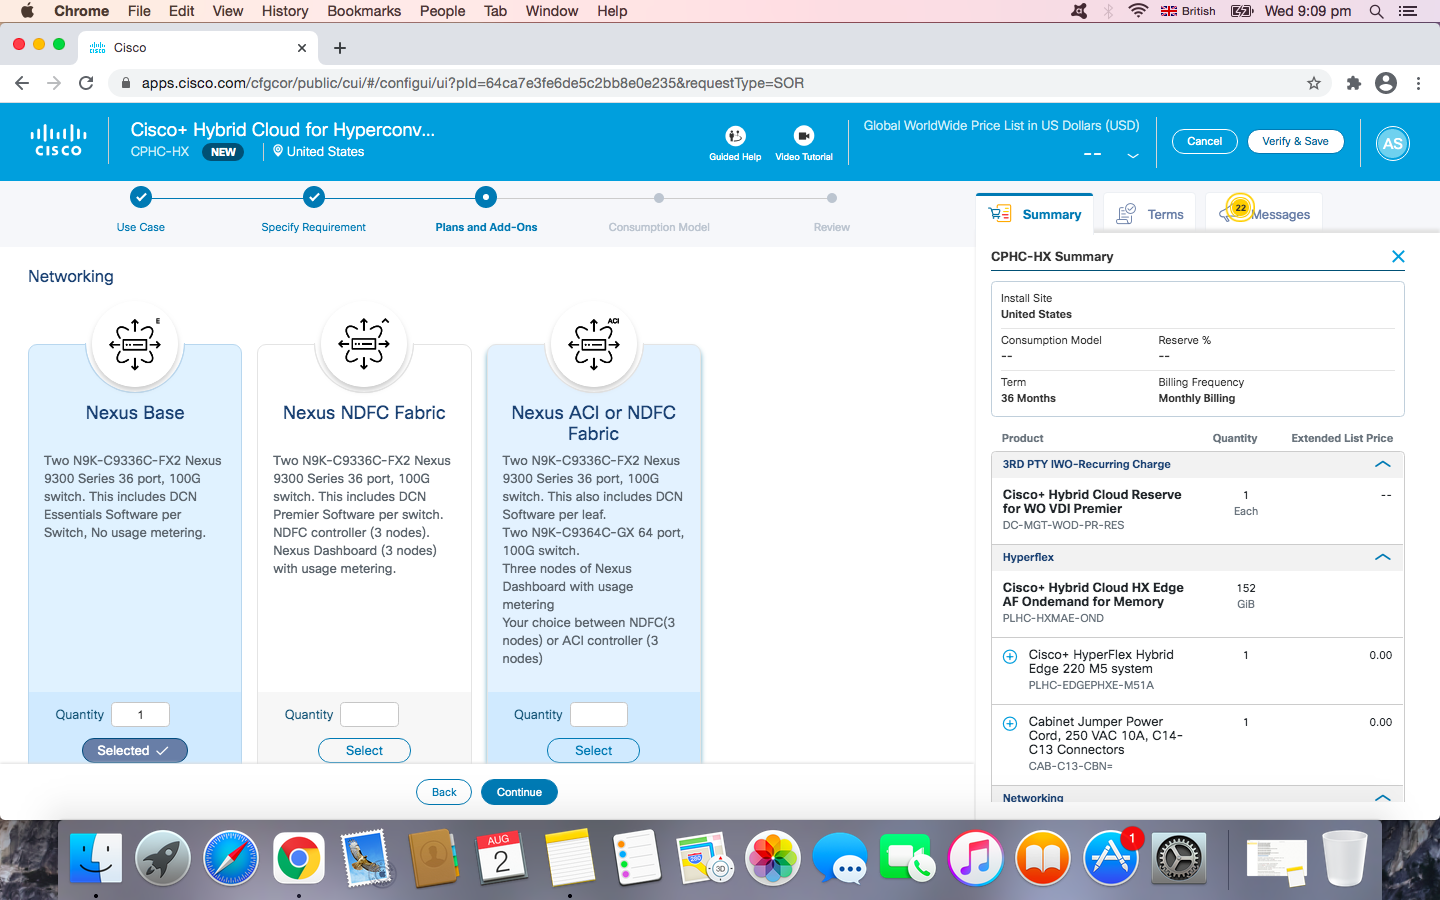 Chrome File Edit View History Bookmarks People Tab Window Help British Wed 9:09 pm
Cisco
apps.cisco.com/cfgcor/public/cui/#/configui/ui?pId=64ca7e3fe6de5c2bb8e0e235&requestType=SOR
CISCO
Cisco+ Hybrid Cloud for Hyperconv...
CPHC-HX NEW United States
Guided Help
Video Tutorial
Global WorldWide Price List in US Dollars (USD)
--
Cancel
Verify & Save
AS
Use Case
Specify Requirement
Plans and Add-Ons
Consumption Model
Review
Summary
Terms
22
Messages
Networking
E
Nexus Base
Two N9K-C9336C-FX2 Nexus
9300 Series 36 port, 100G
switch. This includes DCN
Essentials Software per
Switch, No usage metering.
Quantity 1
Selected
Nexus NDFC Fabric
Two N9K-C9336C-FX2 Nexus
9300 Series 36 port, 100G
switch. This includes DCN
Premier Software per switch.
NDFC controller (3 nodes).
Nexus Dashboard (3 nodes)
with usage metering.
Quantity
Select
ACI
Nexus ACI or NDFC
Fabric
Two N9K-C9336C-FX2 Nexus
9300 Series 36 port, 100G
switch. This also includes DCN
Software per leaf.
Two N9K-C9364C-GX 64 port,
100G switch.
Three nodes of Nexus
Dashboard with usage
metering
Your choice between NDFC(3
nodes) or ACI controller (3
nodes)
Quantity
Select
Back
Continue
CPHC-HX Summary
Install Site
United States
Consumption Model Reserve %
-- --
Term Billing Frequency
36 Months Monthly Billing
Product Quantity Extended List Price
3RD PTY IWO-Recurring Charge
Cisco+ Hybrid Cloud Reserve 1 --
for WO VDI Premier Each
DC-MGT-WOD-PR-RES
Hyperflex
Cisco+ Hybrid Cloud HX Edge 152
AF Ondemand for Memory GiB
PLHC-HXMAE-OND
Cisco+ HyperFlex Hybrid 1 0.00
Edge 220 M5 system
PLHC-EDGEPHXE-M51A
Cabinet Jumper Power 1 0.00
Cord, 250 VAC 10A, C14-
C13 Connectors
CAB-C13-CBN=
Networking
AUG
2
280
3D
1